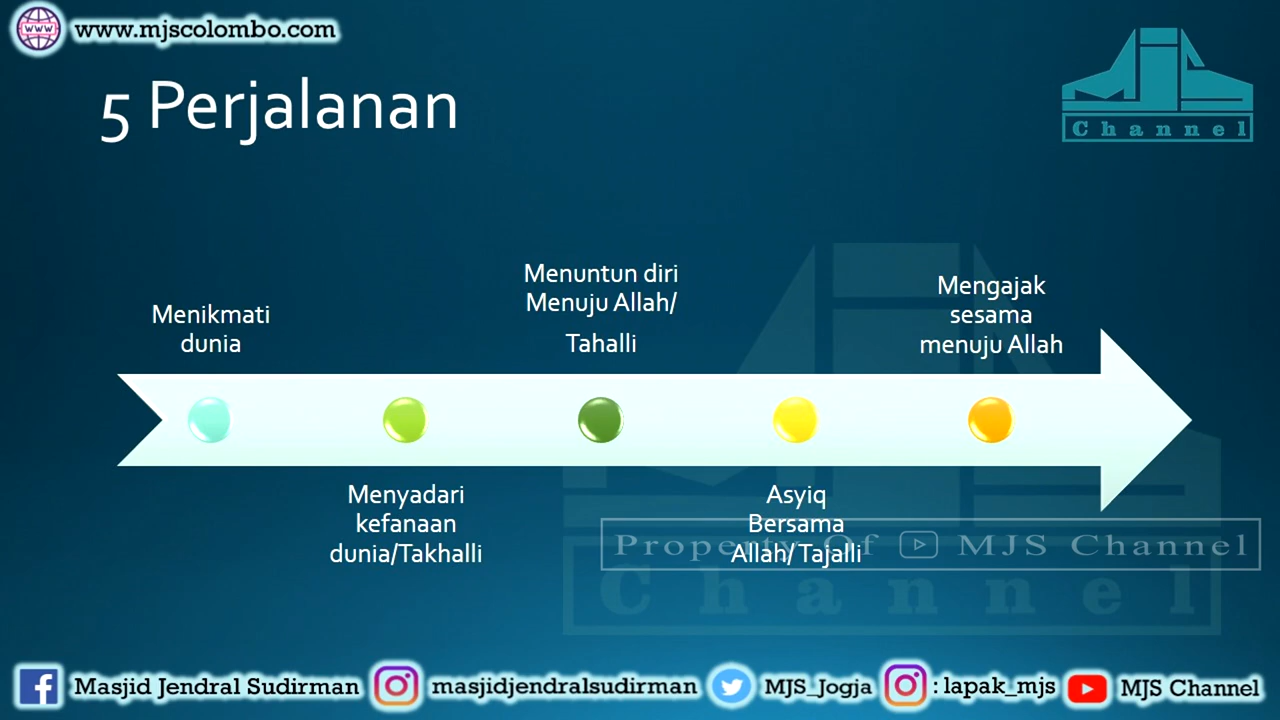 www.mjscolombo.com
5 Perjalanan
MJS
Channel
Menikmati
dunia
Menyadari
kefanaan
dunia/Takhalli
Menuntun diri
Menuju Allah/
Tahalli
Asyiq
Bersama
Allah/Tajalli
Mengajak
sesama
menuju Allah
Property Of MJS Channel
Channel
Masjid Jendral Sudirman
masjidjendralsudirman
MJS_Jogja
: lapak_mjs
MJS Channel